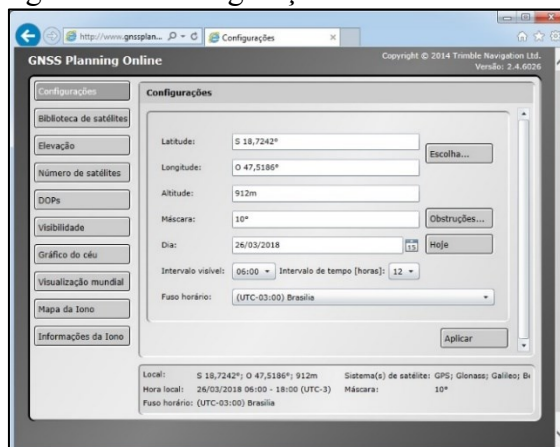 http://www.gnssplan...
Configurações
GNSS Planning Online
Copyright © 2014 Trimble Navigation Ltd.
Versão: 2.4.6026
Configurações
Biblioteca de satélites
Elevação
Número de satélites
DOPs
Visibilidade
Gráfico do céu
Visualização mundial
Mapa da Iono
Informações da Iono
Configurações
Latitude: S 18,7242° Escolha...
Longitude: O 47,5186°
Altitude: 912m
Máscara: 10° Obstruções...
Dia: 26/03/2018 15 Hoje
Intervalo visível: 06:00 Intervalo de tempo [horas]: 12
Fuso horário: (UTC-03:00) Brasilia
Aplicar
Local: S 18,7242°; O 47,5186°; 912m Sistema(s) de satélite: GPS; Glonass; Galileo;
Hora local: 26/03/2018 06:00 - 18:00 (UTC-3) Máscara: 10°
Fuso horário: (UTC-03:00) Brasilia